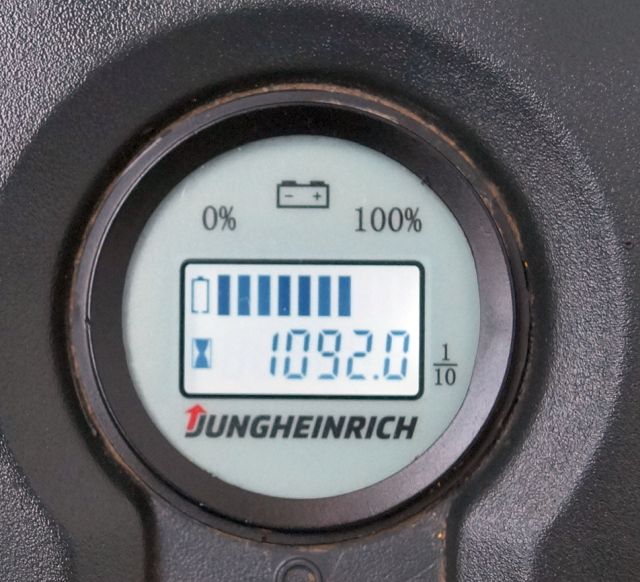 - +
0% 100%
1092.0 1/10
JUNGHEINRICH